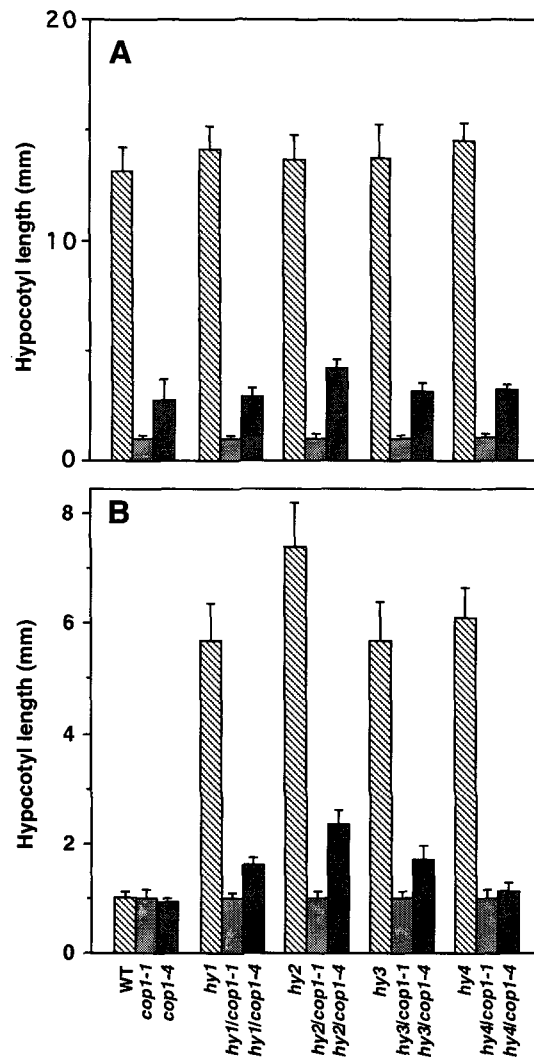 20
A
Hypocotyl length (mm)
10
0
B
8
Hypocotyl length (mm)
6
4
2
0
WT
cop1-1
cop1-4
hy1
hy1/cop1-1
hy1/cop1-4
hy2
hy2/cop1-1
hy2/cop1-4
hy3
hy3/cop1-1
hy3/cop1-4
hy4
hy4/cop1-1
hy4/cop1-4